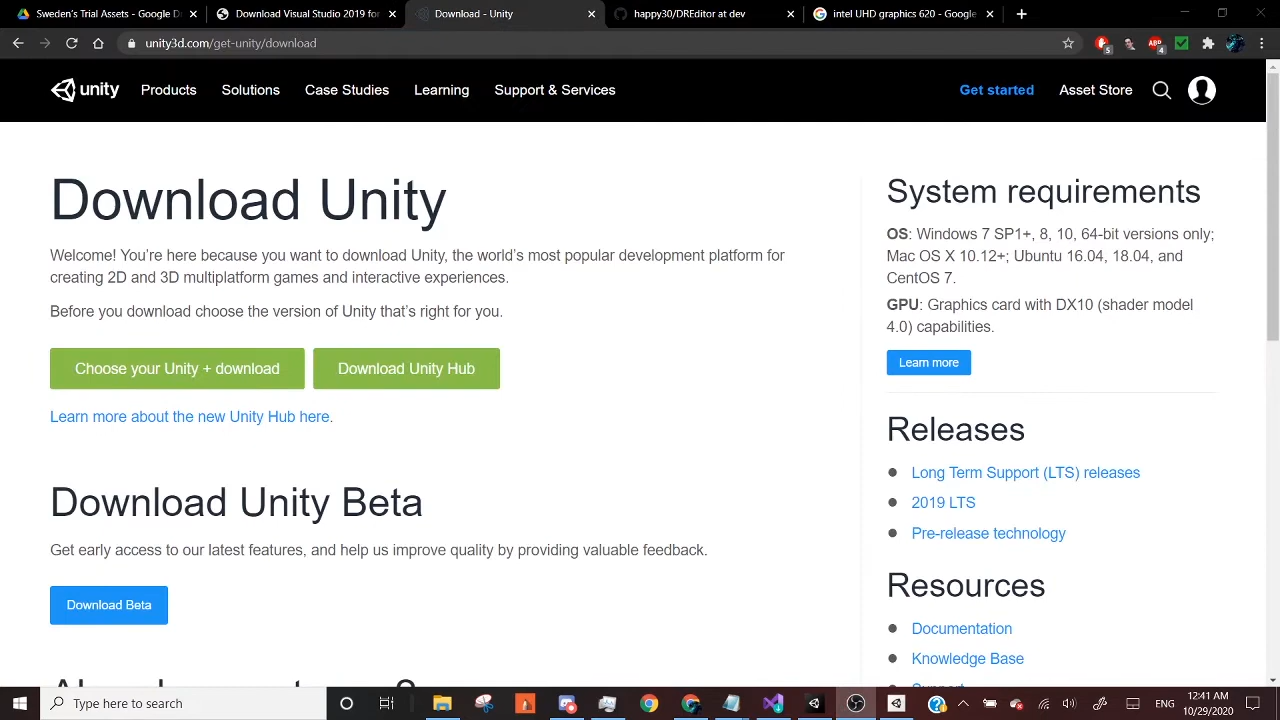 Sweden's Trial Assets - Google D
Download Visual Studio 2019 for
Download - Unity
happy30/DREditor at dev
intel UHD graphics 620 - Google
unity3d.com/get-unity/download
5
ABP
4
unity
Products
Solutions
Case Studies
Learning
Support & Services
Get started
Asset Store
Download Unity
Welcome! You're here because you want to download Unity, the world's most popular development platform for
creating 2D and 3D multiplatform games and interactive experiences.
Before you download choose the version of Unity that's right for you.
Choose your Unity + download
Download Unity Hub
Learn more about the new Unity Hub here.
Download Unity Beta
Get early access to our latest features, and help us improve quality by providing valuable feedback.
Download Beta
System requirements
OS: Windows 7 SP1+, 8, 10, 64-bit versions only;
Mac OS X 10.12+; Ubuntu 16.04, 18.04, and
CentOS 7.
GPU: Graphics card with DX10 (shader model
4.0) capabilities.
Learn more
Releases
Long Term Support (LTS) releases
2019 LTS
Pre-release technology
Resources
Documentation
Knowledge Base
Type here to search
ENG
12:41 AM
10/29/2020